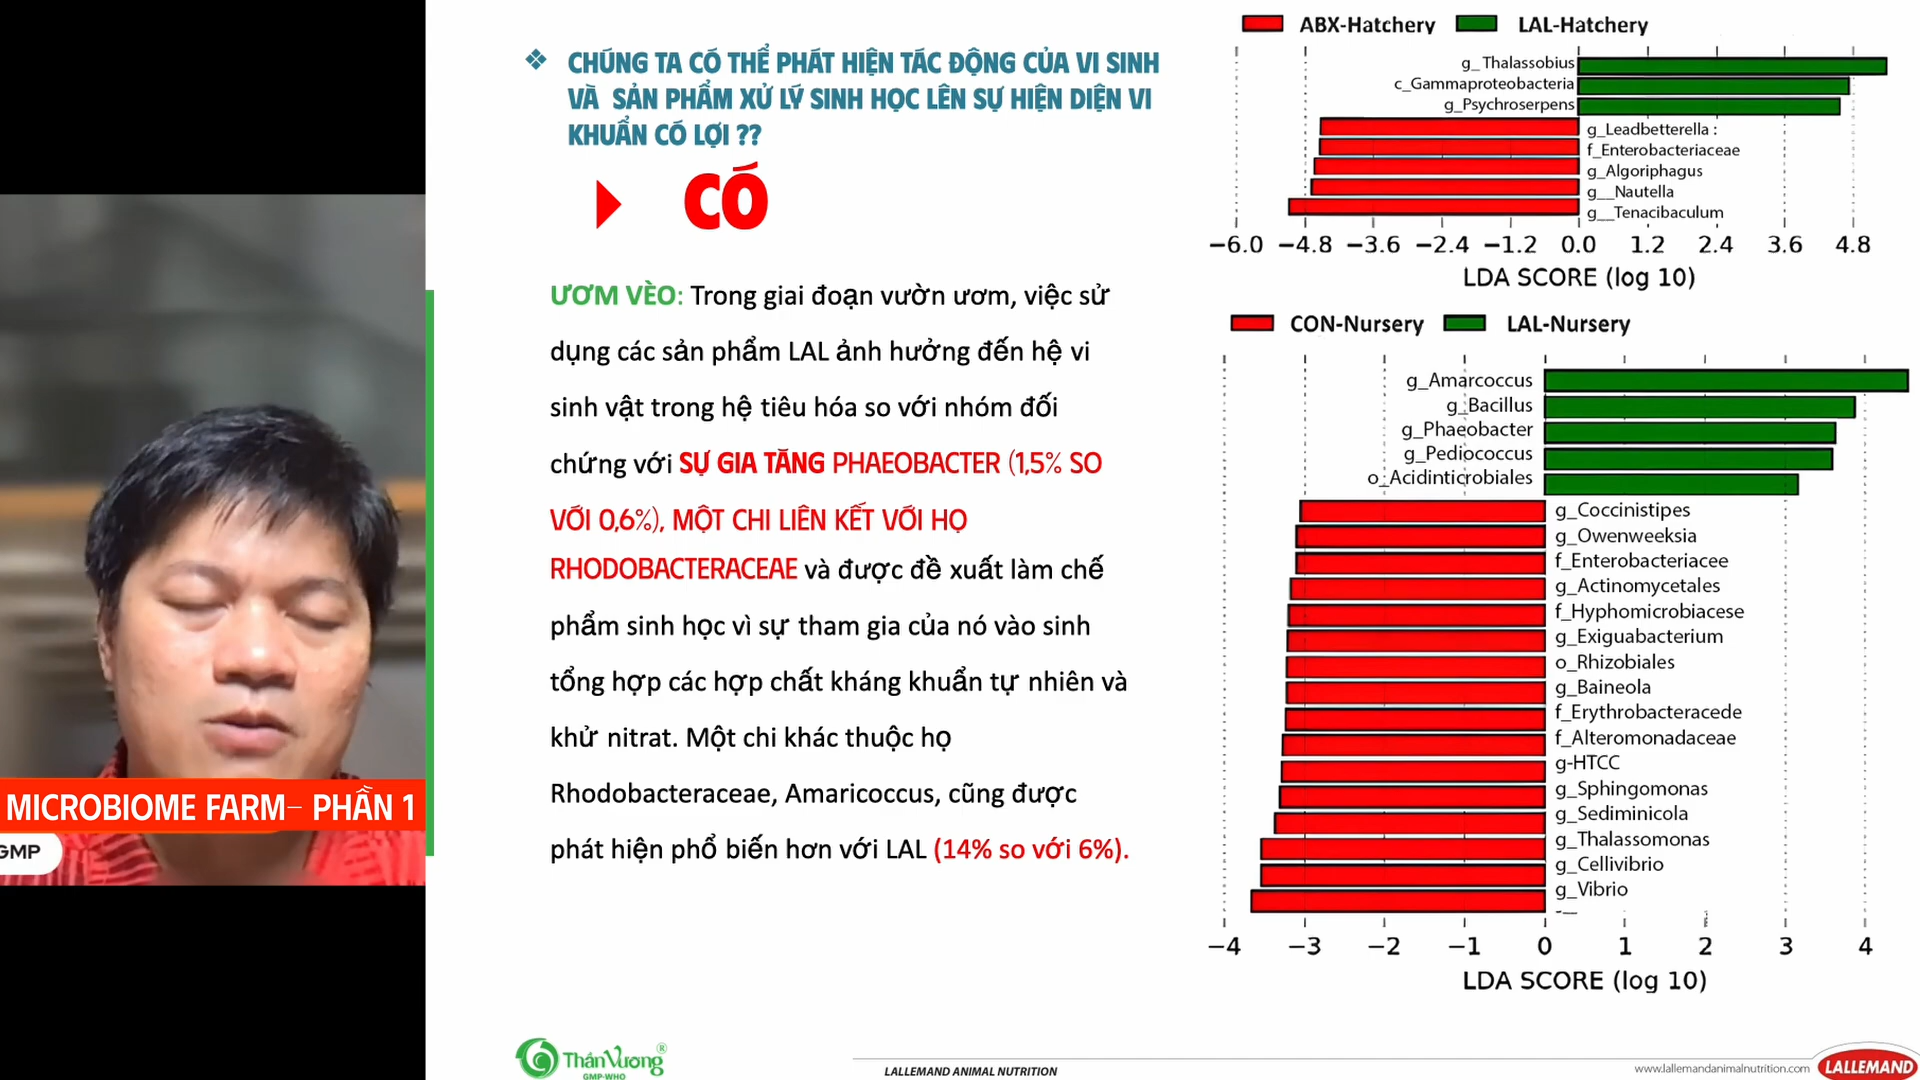 ❖ CHÚNG TA CÓ THỂ PHÁT HIỆN TÁC ĐỘNG CỦA VI SINH
VÀ SẢN PHẨM XỬ LÝ SINH HỌC LÊN SỰ HIỆN DIỆN VI
KHUẨN CÓ LỢI ??
CÓ
ƯƠM VÈO: Trong giai đoạn vườn ươm, việc sử
dụng các sản phẩm LAL ảnh hưởng đến hệ vi
sinh vật trong hệ tiêu hóa so với nhóm đối
chứng với SỰ GIA TĂNG PHAEOBACTER (1,5% SO
VỚI 0,6%), MỘT CHI LIÊN KẾT VỚI HỌ
RHODOBACTERACEAE và được đề xuất làm chế
phẩm sinh học vì sự tham gia của nó vào sinh
tổng hợp các hợp chất kháng khuẩn tự nhiên và
khử nitrat. Một chi khác thuộc họ
Rhodobacteraceae, Amaricoccus, cũng được
phát hiện phổ biến hơn với LAL (14% so với 6%).
ABX-Hatchery LAL-Hatchery
g_Thalassobius
c_Gammaproteobacteria
g_Psychroserpens
g_Leadbetterella :
f_Enterobacteriaceae
g_Algoriphagus
g__Nautella
g__Tenacibaculum
−6.0 −4.8 −3.6 −2.4 −1.2 0.0 1.2 2.4 3.6 4.8
LDA SCORE (log 10)
CON-Nursery LAL-Nursery
g_Amarcoccus
g_Bacillus
g_Phaeobacter
g_Pediococcus
o_Acidinticrobiales
g_Coccinistipes
g_Owenweeksia
f_Enterobacteriacee
g_Actinomycetales
f_Hyphomicrobiacese
g_Exiguabacterium
o_Rhizobiales
g_Baineola
f_Erythrobacteracede
f_Alteromonadaceae
g-HTCC
g_Sphingomonas
g_Sediminicola
g_Thalassomonas
g_Cellivibrio
g_Vibrio
−4 −3 −2 −1 0 1 2 3 4
LDA SCORE (log 10)
MICROBIOME FARM– PHẦN 1
GMP
Thần Vương®
GMP-WHO
LALLEMAND ANIMAL NUTRITION
www.lallemandanimalnutrition.com
LALLEMAND